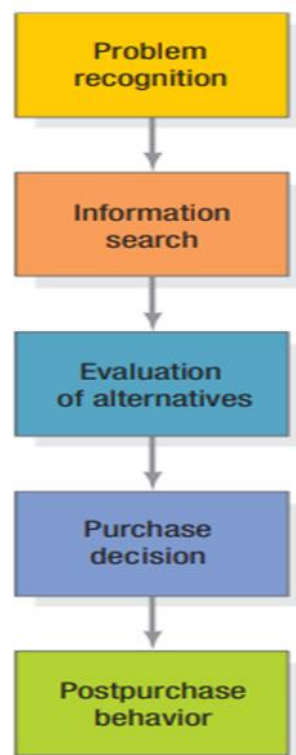 Problem
recognition
Information
search
Evaluation
of alternatives
Purchase
decision
Postpurchase
behavior